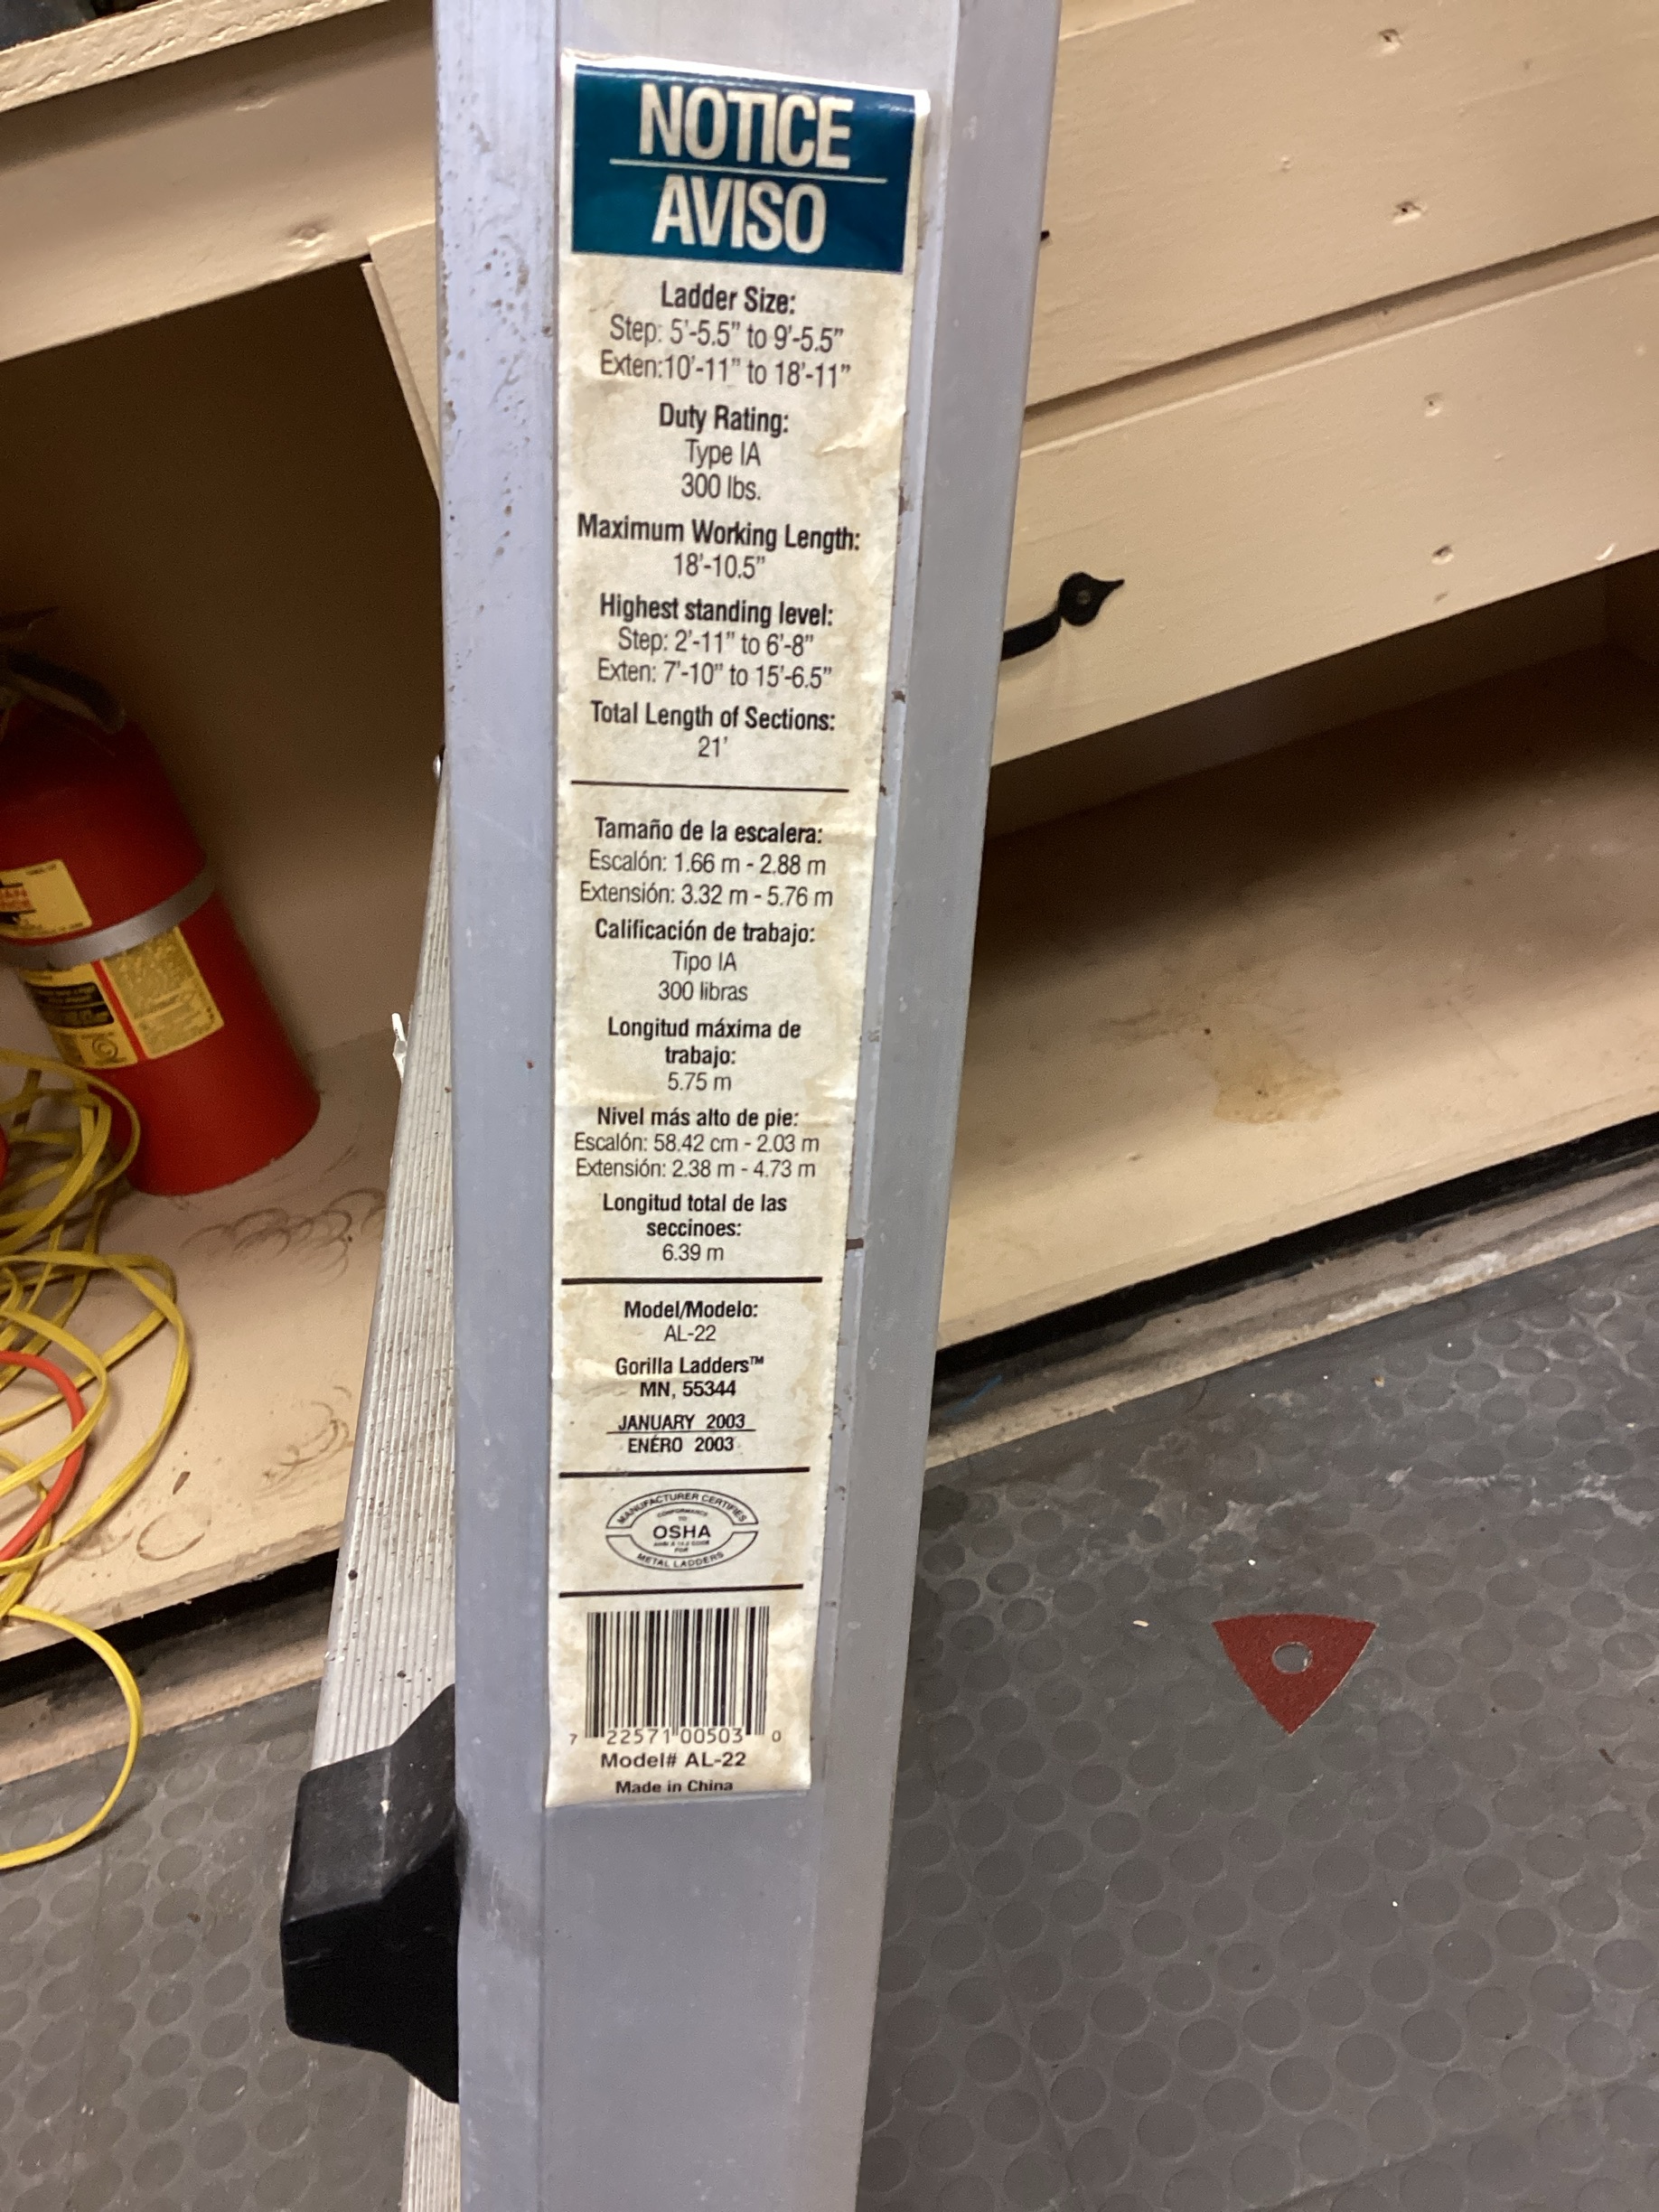 NOTICE
AVISO
Ladder Size:
Step: 5'-5.5" to 9'-5.5"
Exten:10'-11" to 18'-11"
Duty Rating:
Type IA
300 lbs.
Maximum Working Length:
18'-10.5"
Highest standing level:
Step: 2'-11" to 6'-8"
Exten: 7'-10" to 15'-6.5"
Total Length of Sections:
21'
Tamaño de la escalera:
Escalón: 1.66 m - 2.88 m
Extensión: 3.32 m - 5.76 m
Calificación de trabajo:
Tipo IA
300 libras
Longitud máxima de
trabajo:
5.75 m
Nivel más alto de pie:
Escalón: 58.42 cm - 2.03 m
Extensión: 2.38 m - 4.73 m
Longitud total de las
seccinoes:
6.39 m
Model/Modelo:
AL-22
Gorilla Ladders™
MN, 55344
JANUARY 2003
ENÉRO 2003
MANUFACTURER CERTIFIES
CONFORMANCE
TO
OSHA
FOR
METAL LADDERS
7 22571 00503 0
Model# AL-22
Made in China